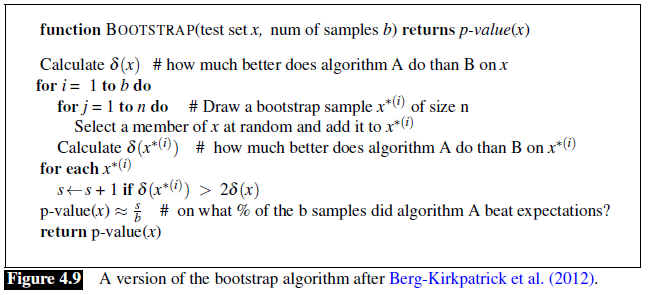 function BOOTSTRAP(test set x, num of samples b) returns p-value(x)
Calculate δ(x) # how much better does algorithm A do than B on x
for i = 1 to b do
for j = 1 to n do # Draw a bootstrap sample x*(i) of size n
Select a member of x at random and add it to x*(i)
Calculate δ(x*(i)) # how much better does algorithm A do than B on x*(i)
for each x*(i)
s←s + 1 if δ(x*(i)) > 2δ(x)
p-value(x) ≈ s/b # on what % of the b samples did algorithm A beat expectations?
return p-value(x)
Figure 4.9 A version of the bootstrap algorithm after Berg-Kirkpatrick et al. (2012).